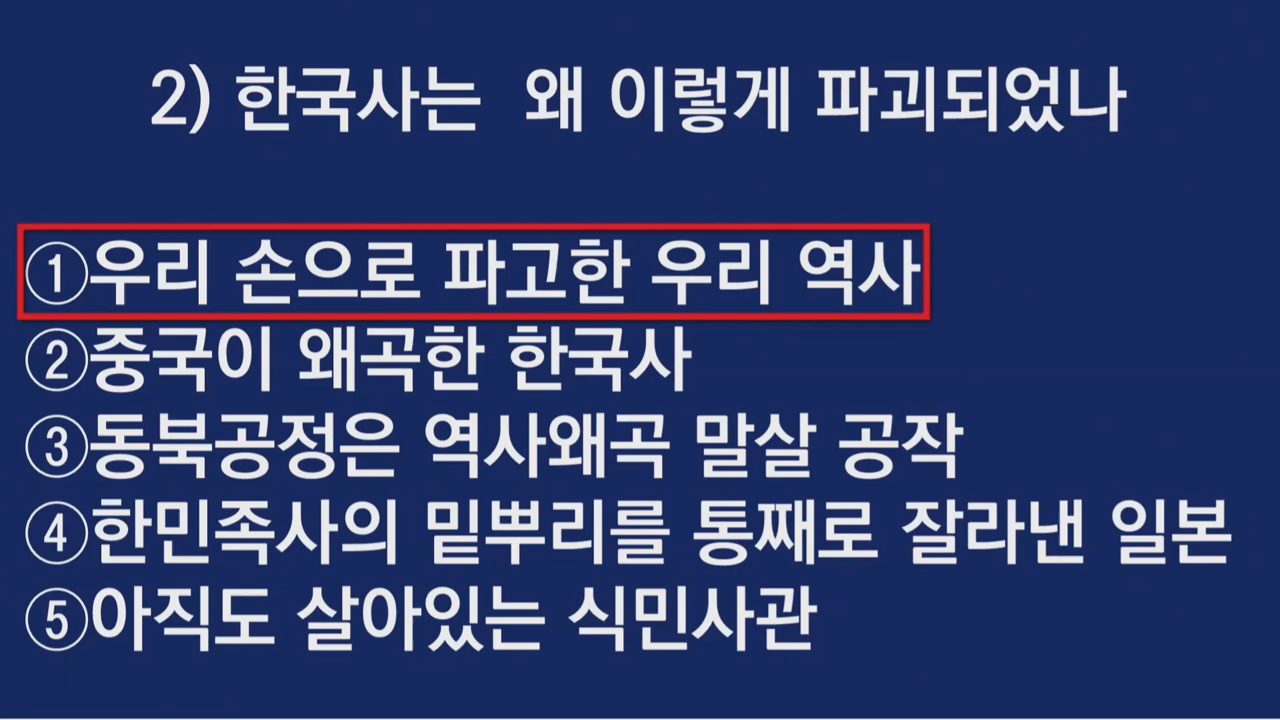 2) 한국사는 왜 이렇게 파괴되었나
①우리 손으로 파고한 우리 역사
②중국이 왜곡한 한국사
③동북공정은 역사왜곡 말살 공작
④한민족사의 밑뿌리를 통째로 잘라낸 일본
⑤아직도 살아있는 식민사관